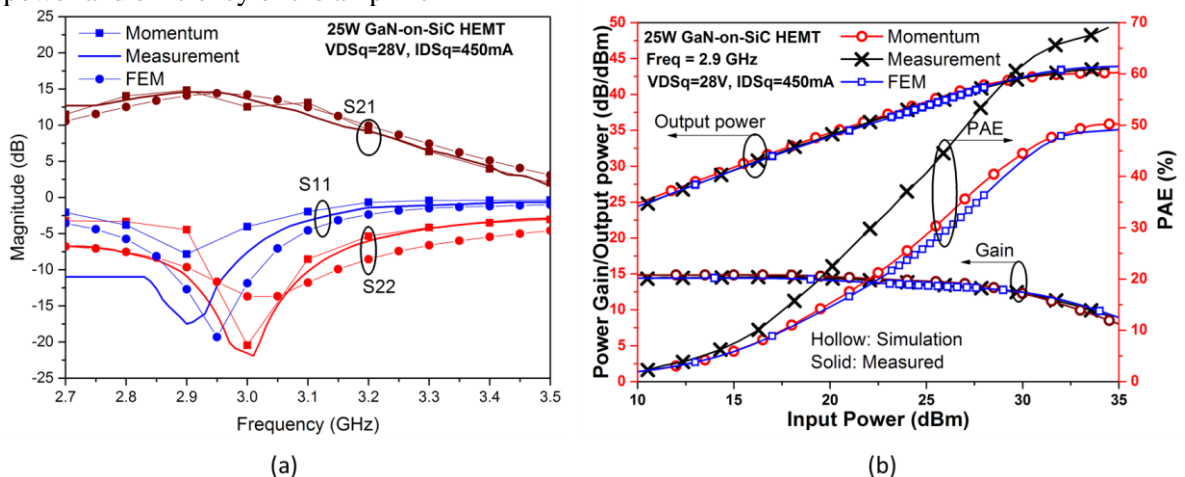 25W GaN-on-SiC HEMT
VDSq=28V, IDSq=450mA
Momentum
Measurement
FEM
S21
S11
S22
25
20
15
10
5
0
-5
-10
-15
-20
-25
Magnitude (dB)
2.7 2.8 2.9 3.0 3.1 3.2 3.3 3.4 3.5
Frequency (GHz)
(a)
25W GaN-on-SiC HEMT
Freq = 2.9 GHz
VDSq=28V, IDSq=450mA
Momentum
Measurement
FEM
Output power
PAE
Gain
Hollow: Simulation
Solid: Measured
50
45
40
35
30
25
20
15
10
5
0
Power Gain/Output power (dB/dBm)
70
60
50
40
30
20
10
0
PAE (%)
10 15 20 25 30 35
Input Power (dBm)
(b)